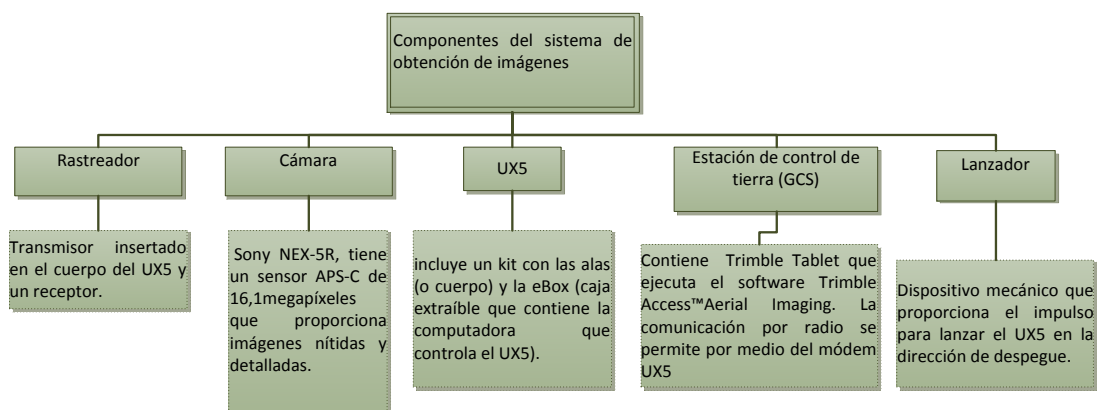 Componentes del sistema de
obtención de imágenes
Rastreador
Cámara
UX5
Estación de control de
tierra (GCS)
Lanzador
Transmisor insertado
en el cuerpo del UX5 y
un receptor.
Sony NEX-5R, tiene
un sensor APS-C de
16,1megapíxeles
que proporciona
imágenes nítidas y
detalladas.
incluye un kit con las alas
(o cuerpo) y la eBox (caja
extraíble que contiene la
computadora que
controla el UX5).
Contiene Trimble Tablet que
ejecuta el software Trimble
Access™Aerial Imaging. La
comunicación por radio se
permite por medio del módem
UX5
Dispositivo mecánico que
proporciona el impulso
para lanzar el UX5 en la
dirección de despegue.